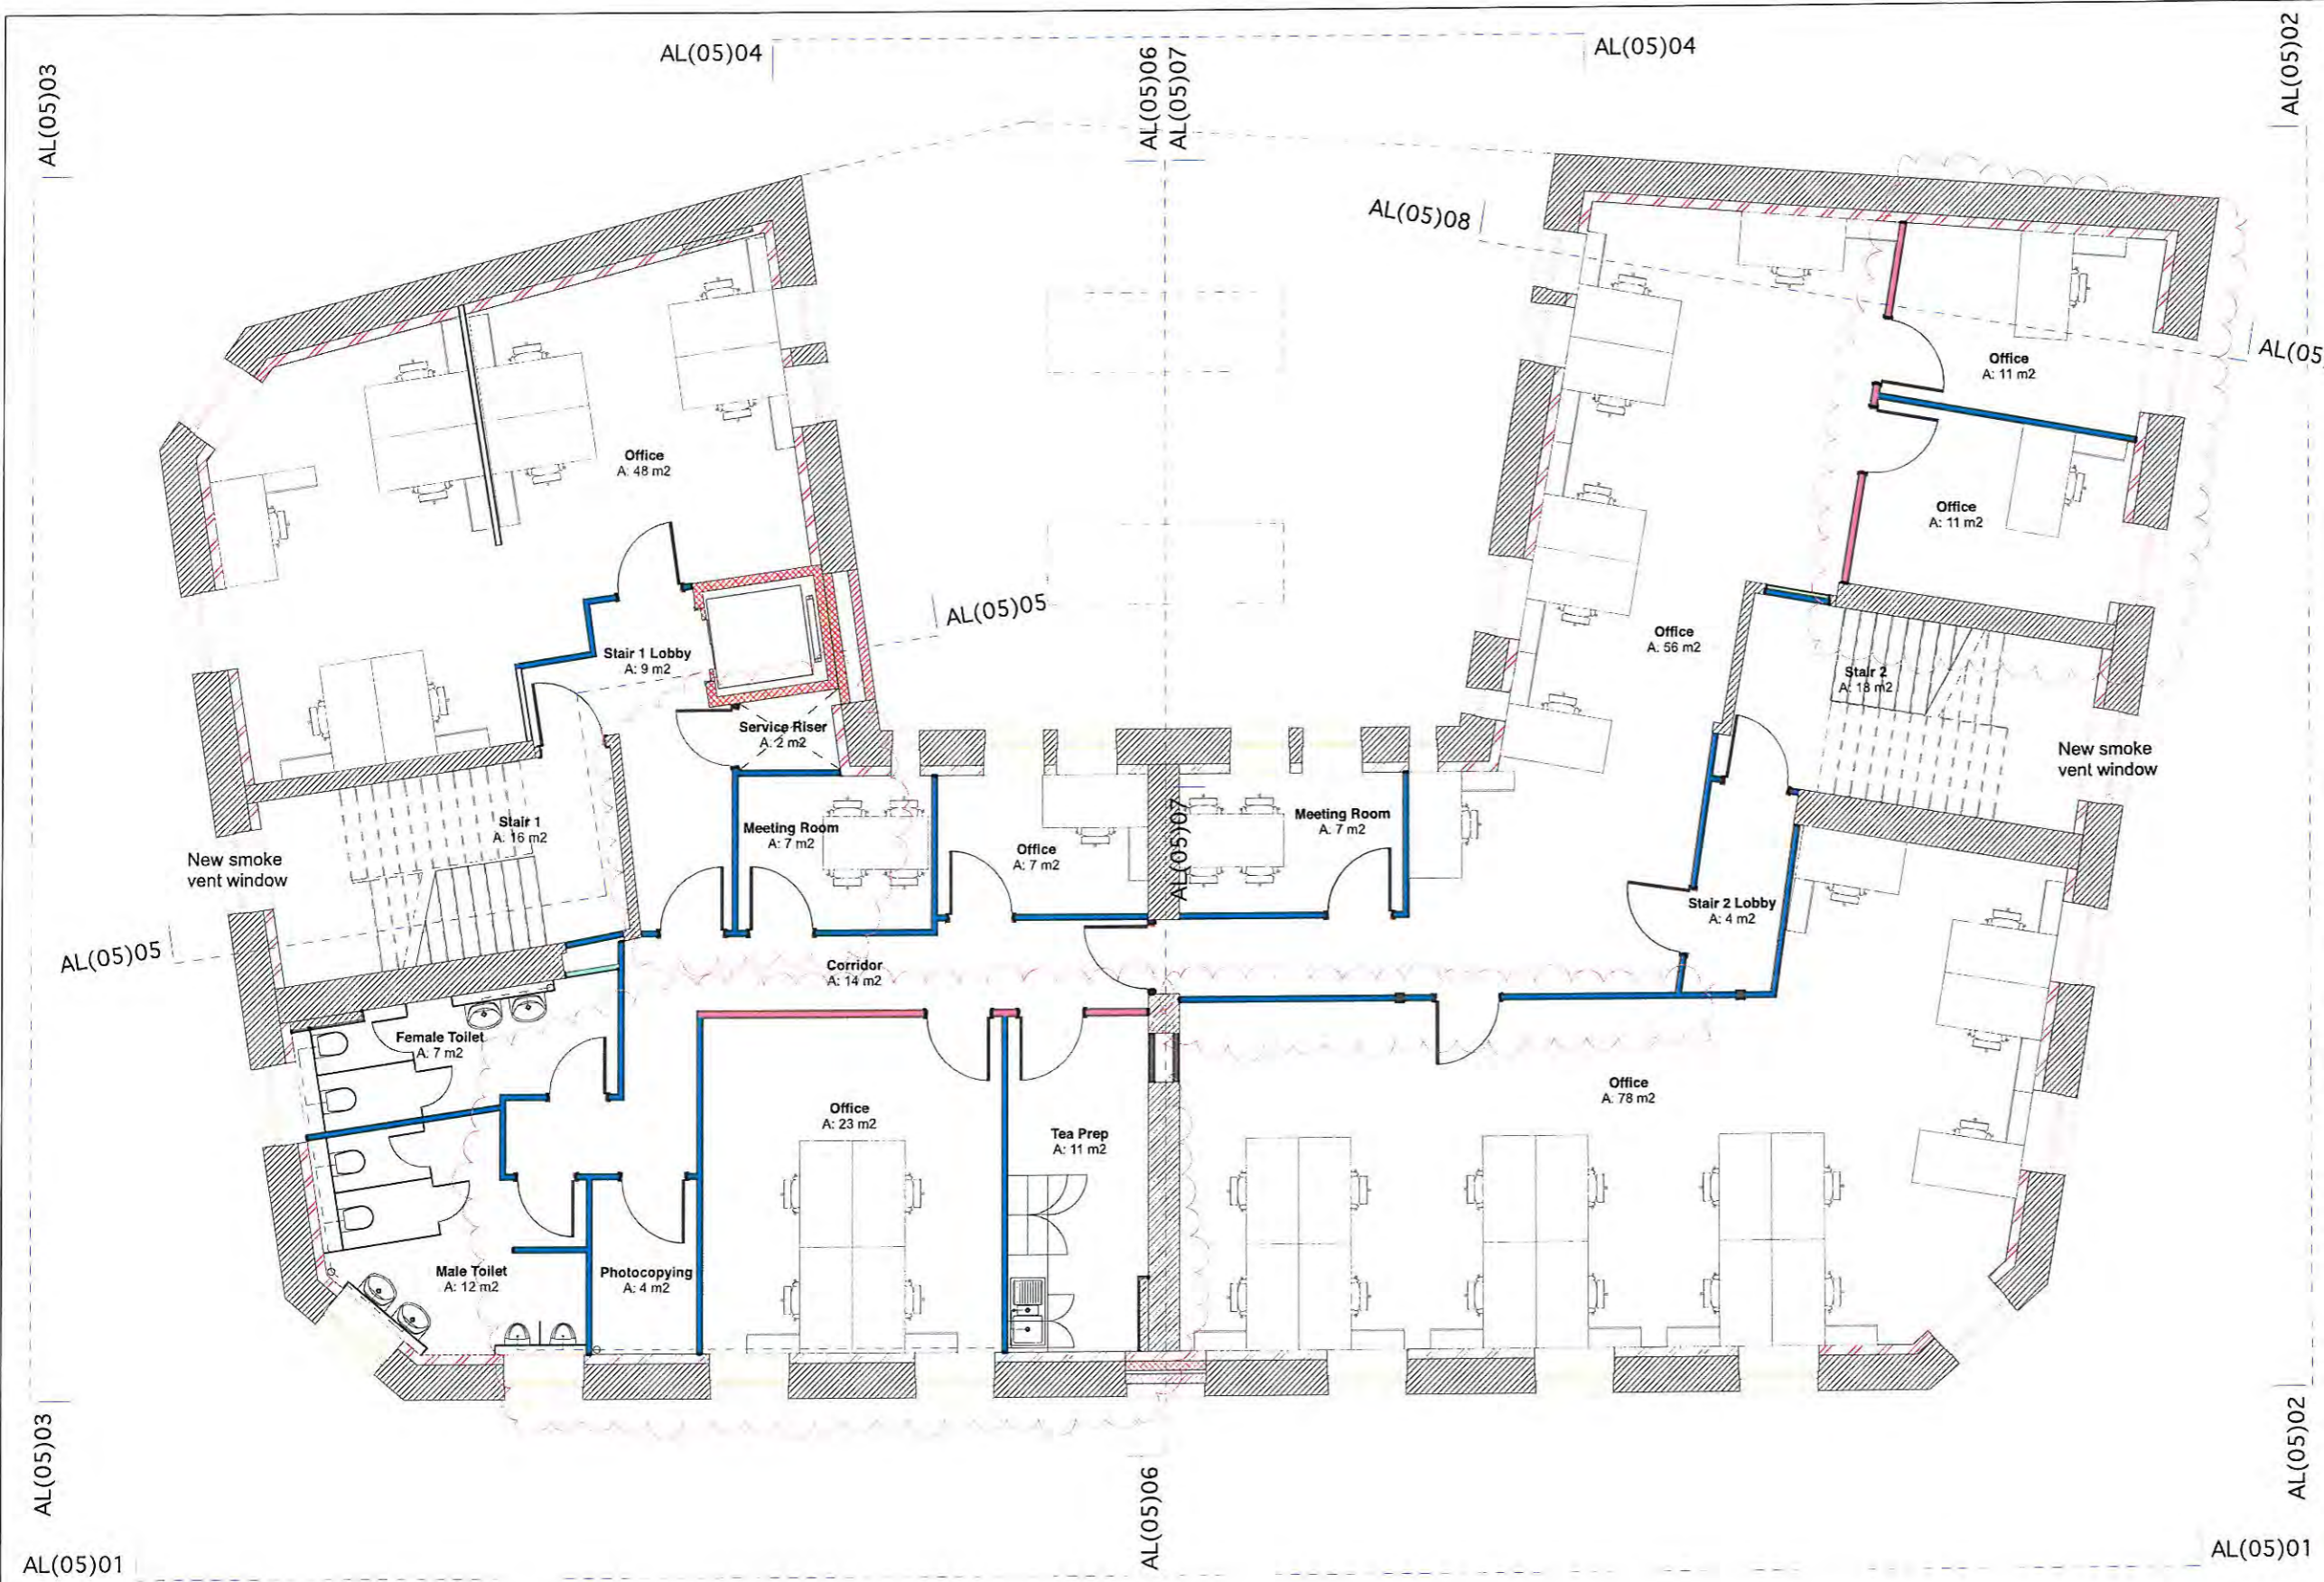 AL(05)04
AL(05)04
AL(05)03
AL(05)06
AL(05)07
AL(05)02
AL(05)08
AL(05
Office
A: 11 m2
Office
A: 48 m2
Office
A: 11 m2
AL(05)05
Stair 1 Lobby
A: 9 m2
Office
A: 56 m2
Stair 2
A: 18 m2
Service Riser
A: 2 m2
New smoke
vent window
Stair 1
A: 16 m2
Meeting Room
A: 7 m2
Office
A: 7 m2
AL(05)07
Meeting Room
A: 7 m2
New smoke
vent window
Stair 2 Lobby
A: 4 m2
AL(05)05
Corridor
A: 14 m2
Female Toilet
A: 7 m2
Office
A: 23 m2
Tea Prep
A: 11 m2
Office
A: 78 m2
Male Toilet
A: 12 m2
Photocopying
A: 4 m2
AL(05)03
AL(05)06
AL(05)02
AL(05)01
AL(05)01